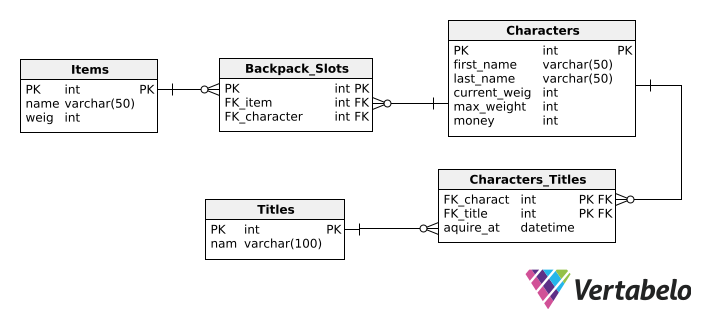 Characters
PK int PK
first_name varchar(50)
last_name varchar(50)
current_weig int
max_weight int
money int
Items
PK int PK
name varchar(50)
weig int
Backpack_Slots
PK int PK
FK_item int FK
FK_character int FK
Characters_Titles
FK_charact int PK FK
FK_title int PK FK
aquire_at datetime
Titles
PK int PK
nam varchar(100)
Vertabelo